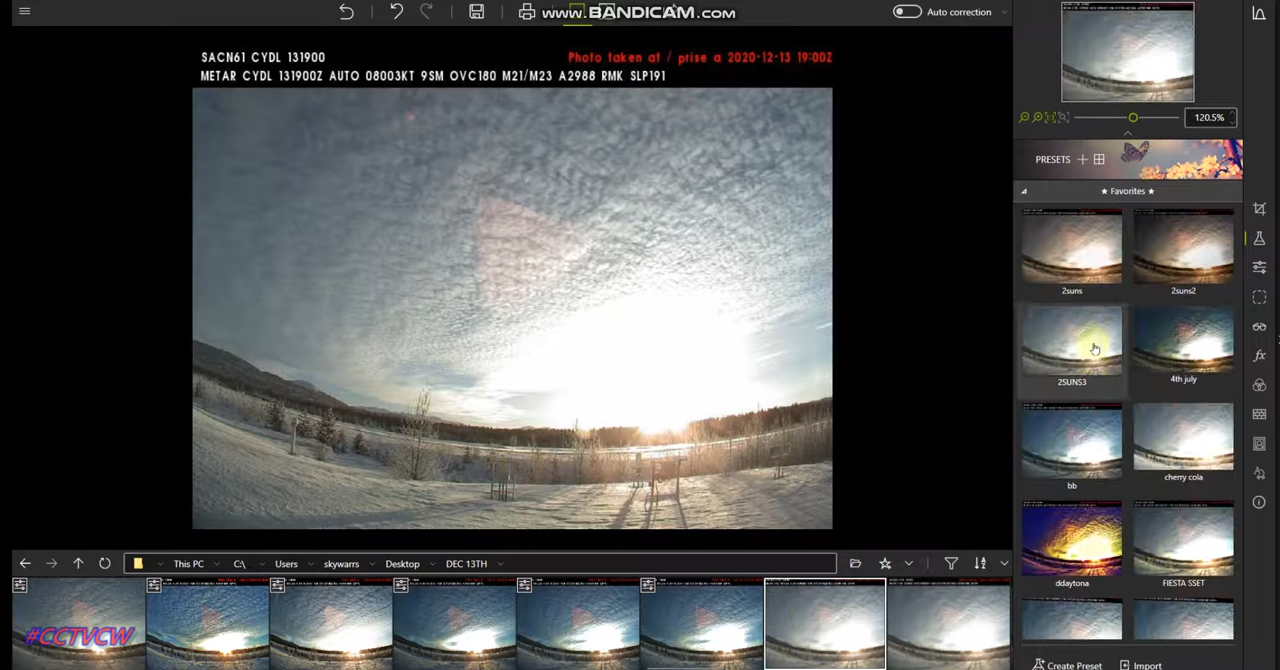 www.BANDICAM.com
Auto correction
SACN61 CYDL 131900
Photo taken at / prise a 2020-12-13 19:00Z
METAR CYDL 131900Z AUTO 08003KT 9SM OVC180 M21/M23 A2988 RMK SLP191
120.5%
PRESETS
★ Favorites ★
2suns
2suns2
2SUNS3
4th july
bb
cherry cola
ddaytona
FIESTA SSET
This PC
C:\
Users
skywarrs
Desktop
DEC 13TH
#CCTVCW
Create Preset
Import